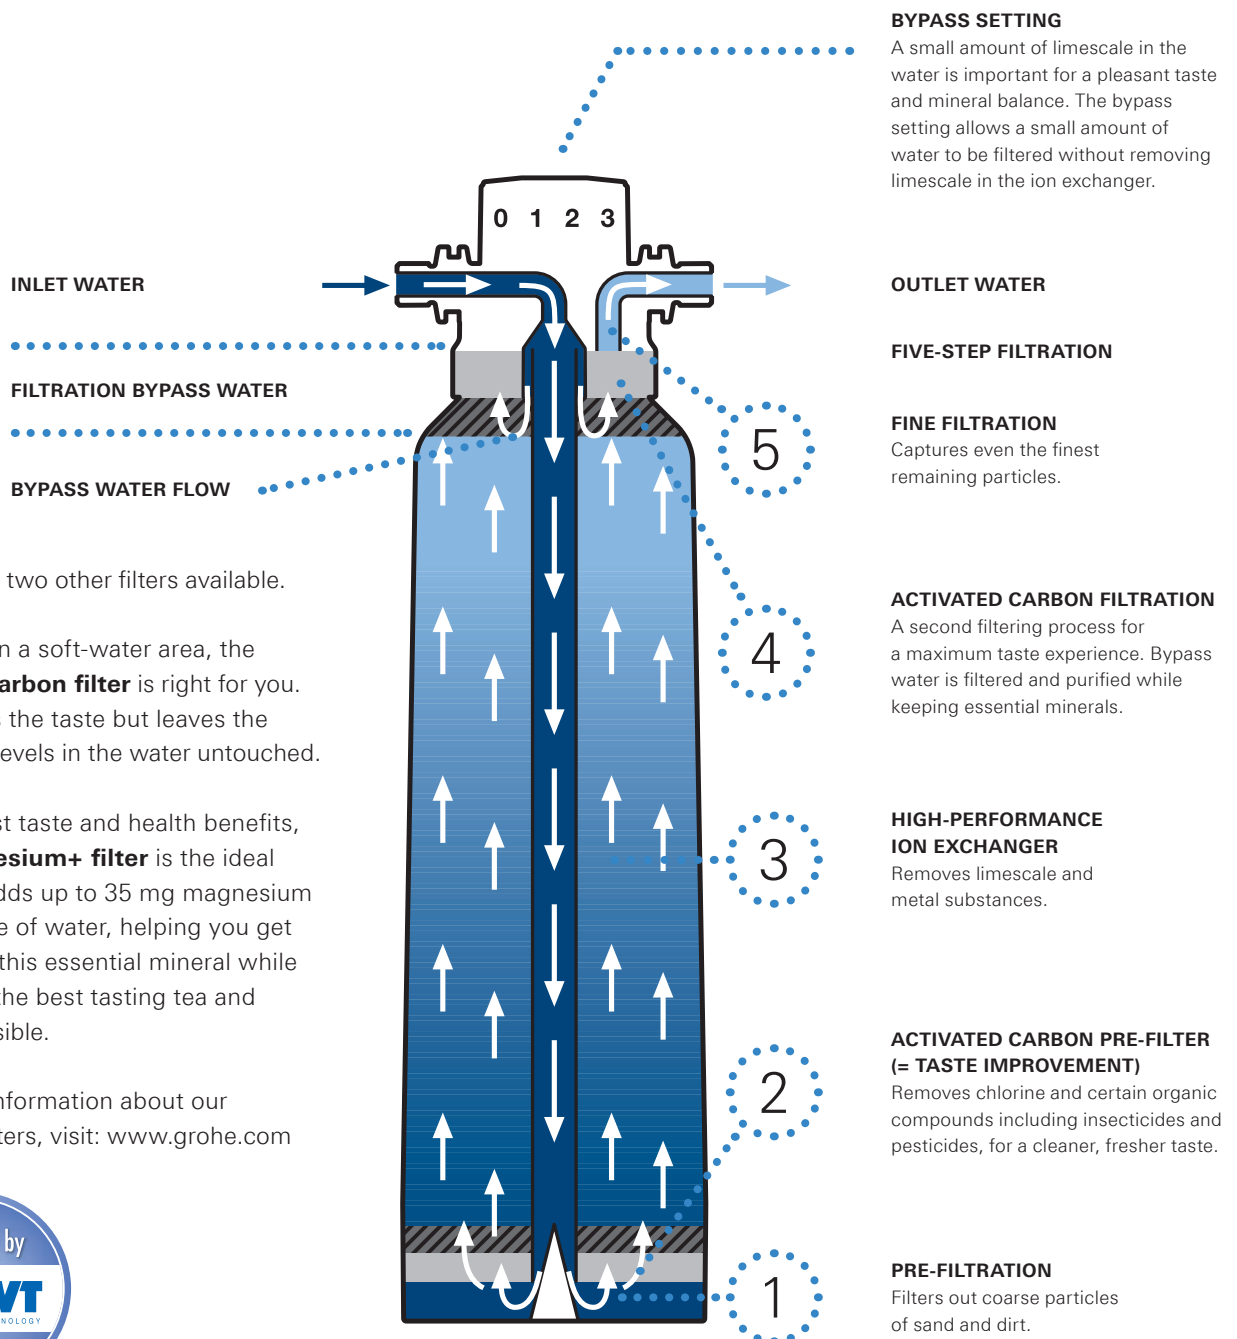 BYPASS SETTING
A small amount of limescale in the
water is important for a pleasant taste
and mineral balance. The bypass
setting allows a small amount of
water to be filtered without removing
limescale in the ion exchanger.
0 1 2 3
INLET WATER
OUTLET WATER
FIVE-STEP FILTRATION
FILTRATION BYPASS WATER
BYPASS WATER FLOW
5
FINE FILTRATION
Captures even the finest
remaining particles.
two other filters available.
n a soft-water area, the
arbon filter is right for you.
s the taste but leaves the
evels in the water untouched.
st taste and health benefits,
esium+ filter is the ideal
dds up to 35 mg magnesium
e of water, helping you get
this essential mineral while
the best tasting tea and
sible.
nformation about our
ters, visit: www.grohe.com
4
ACTIVATED CARBON FILTRATION
A second filtering process for
a maximum taste experience. Bypass
water is filtered and purified while
keeping essential minerals.
3
HIGH-PERFORMANCE
ION EXCHANGER
Removes limescale and
metal substances.
2
ACTIVATED CARBON PRE-FILTER
(= TASTE IMPROVEMENT)
Removes chlorine and certain organic
compounds including insecticides and
pesticides, for a cleaner, fresher taste.
1
PRE-FILTRATION
Filters out coarse particles
of sand and dirt.
by
WT
NOLOGY